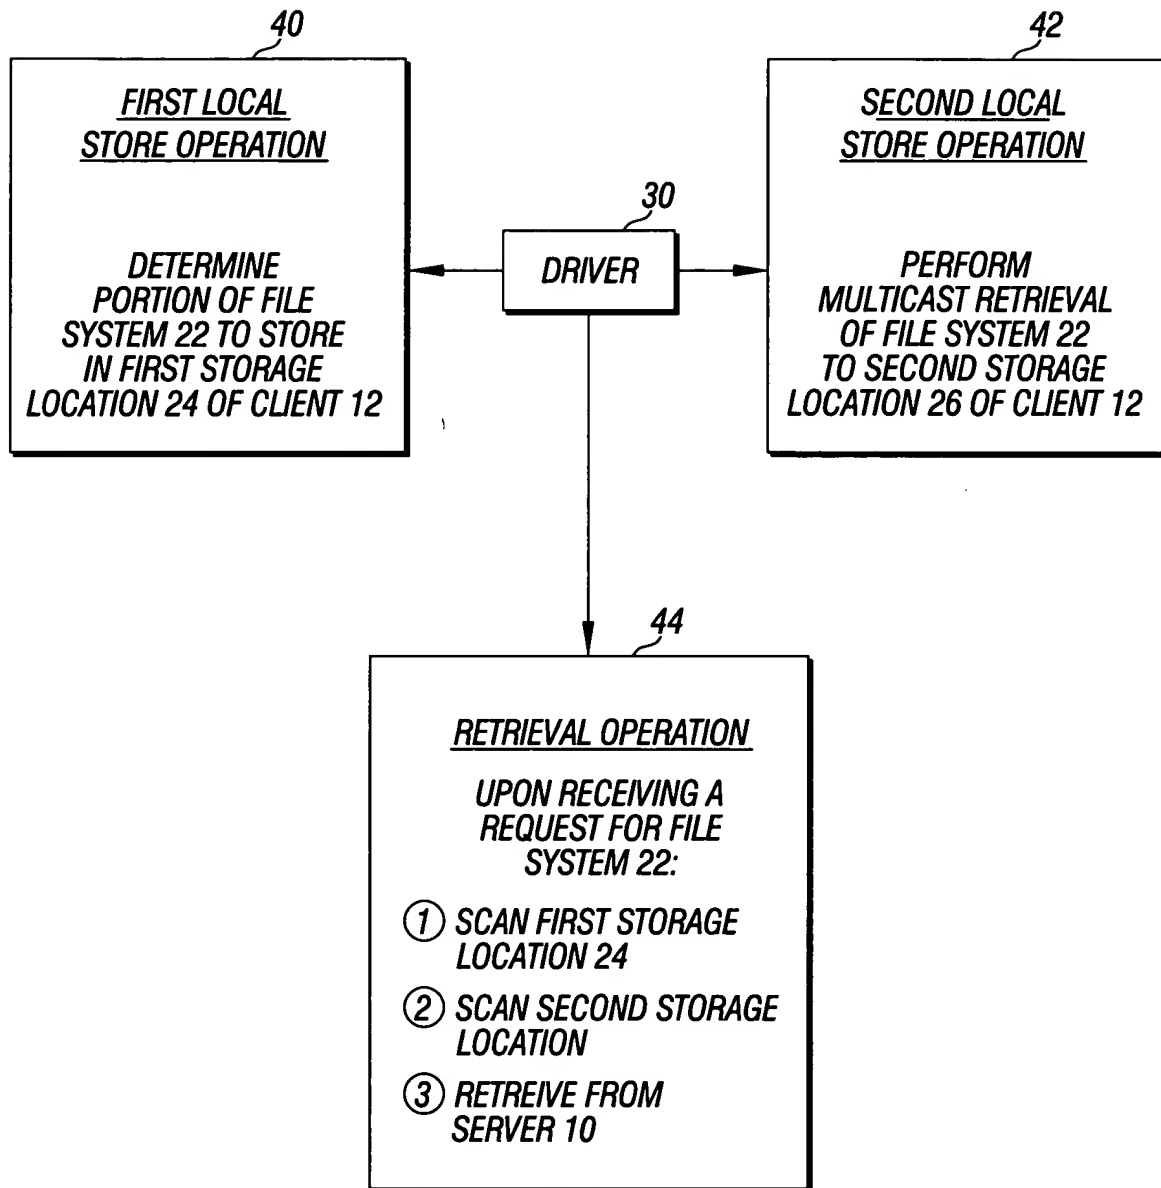 40
FIRST LOCAL
STORE OPERATION
DETERMINE
PORTION OF FILE
SYSTEM 22 TO STORE
IN FIRST STORAGE
LOCATION 24 OF CLIENT 12
30
DRIVER
42
SECOND LOCAL
STORE OPERATION
PERFORM
MULTICAST RETRIEVAL
OF FILE SYSTEM 22
TO SECOND STORAGE
LOCATION 26 OF CLIENT 12
44
RETRIEVAL OPERATION
UPON RECEIVING A
REQUEST FOR FILE
SYSTEM 22:
1 SCAN FIRST STORAGE
LOCATION 24
2 SCAN SECOND STORAGE
LOCATION
3 RETREIVE FROM
SERVER 10